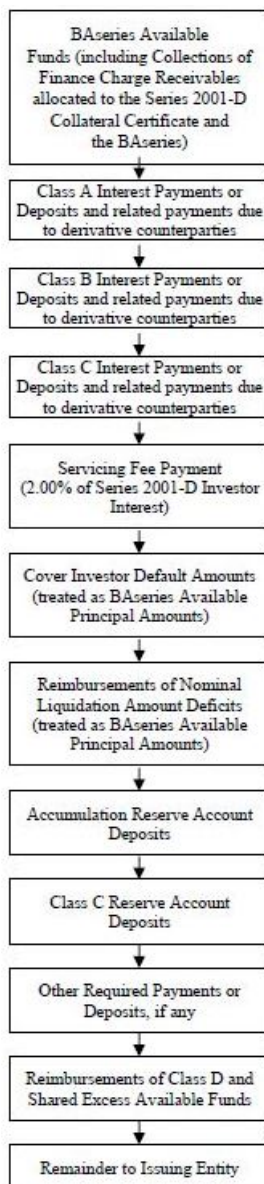 BAseries Available
Funds (including Collections of
Finance Charge Receivables
allocated to the Series 2001-D
Collateral Certificate and
the BAseries)
Class A Interest Payments or
Deposits and related payments due
to derivative counterparties
Class B Interest Payments or
Deposits and related payments due
to derivative counterparties
Class C Interest Payments or
Deposits and related payments due
to derivative counterparties
Servicing Fee Payment
(2.00% of Series 2001-D Investor
Interest)
Cover Investor Default Amounts
(treated as BAseries Available
Principal Amounts)
Reimbursements of Nominal
Liquidation Amount Deficits
(treated as BAseries Available
Principal Amounts)
Accumulation Reserve Account
Deposits
Class C Reserve Account
Deposits
Other Required Payments or
Deposits, if any
Reimbursements of Class D and
Shared Excess Available Funds
Remainder to Issuing Entity